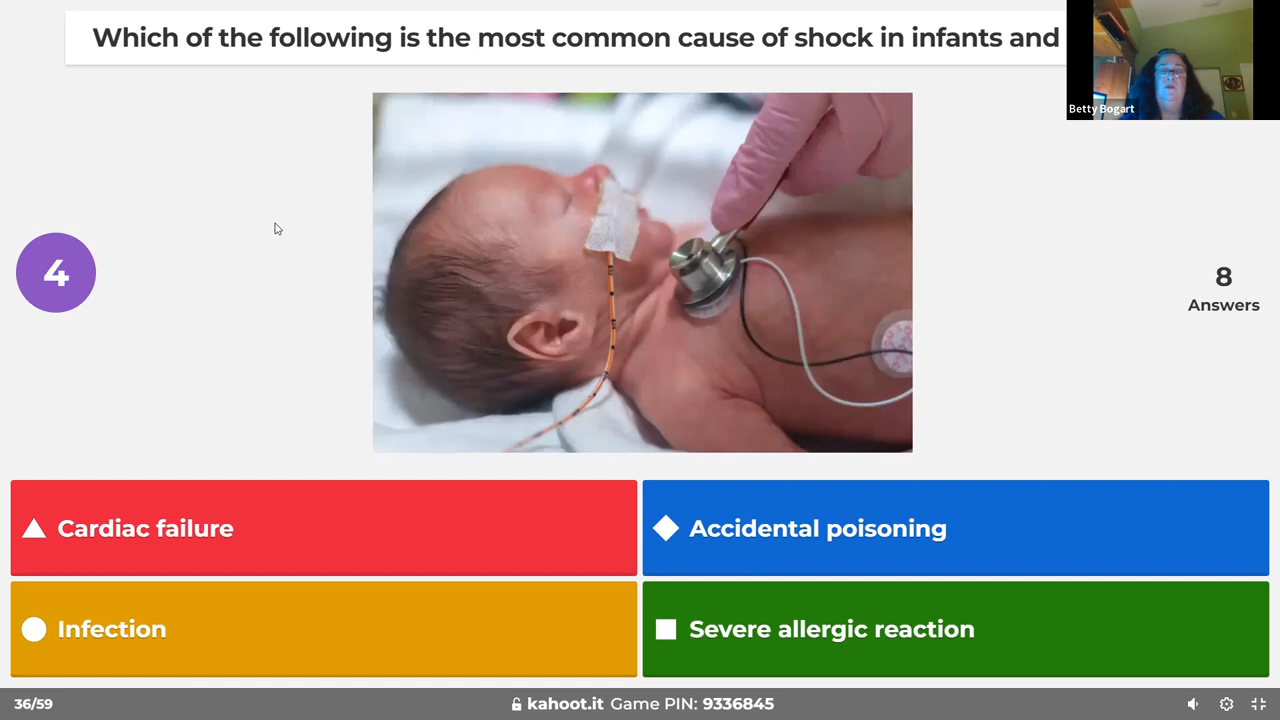 Which of the following is the most common cause of shock in infants and
Betty Bogart
4
8
Answers
Cardiac failure
Accidental poisoning
Infection
Severe allergic reaction
36/59
kahoot.it Game PIN: 9336845